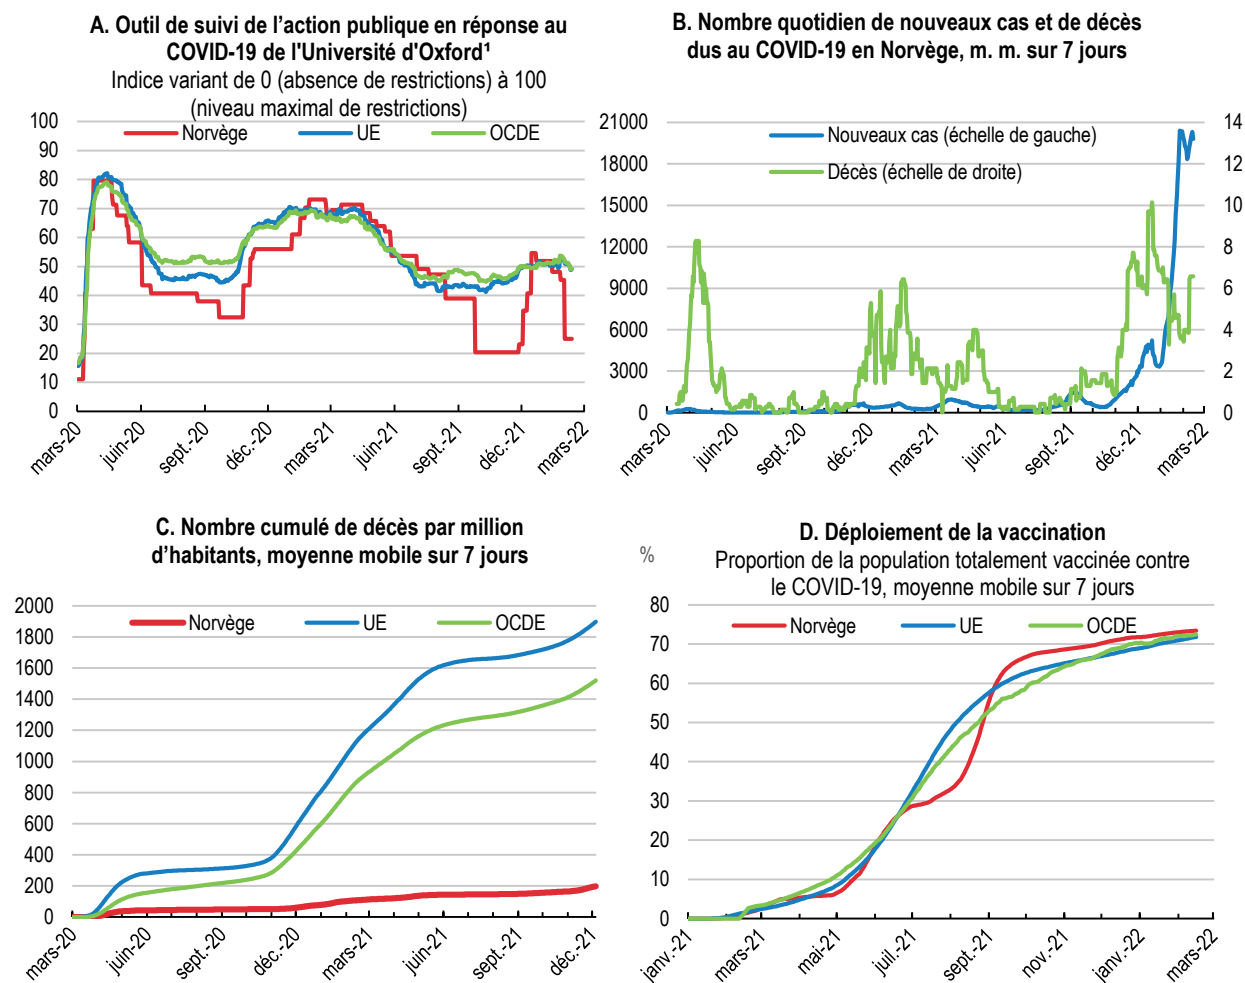 A. Outil de suivi de l’action publique en réponse au
COVID-19 de l'Université d'Oxford¹
Indice variant de 0 (absence de restrictions) à 100
(niveau maximal de restrictions)
Norvège UE OCDE
100
90
80
70
60
50
40
30
20
10
0
mars-20 juin-20 sept.-20 déc.-20 mars-21 juin-21 sept.-21 déc.-21 mars-22
B. Nombre quotidien de nouveaux cas et de décès
dus au COVID-19 en Norvège, m. m. sur 7 jours
Nouveaux cas (échelle de gauche)
Décès (échelle de droite)
21000 14
18000 12
15000 10
12000 8
9000 6
6000 4
3000 2
0 0
mars-20 juin-20 sept.-20 déc.-20 mars-21 juin-21 sept.-21 déc.-21 mars-22
C. Nombre cumulé de décès par million
d’habitants, moyenne mobile sur 7 jours
Norvège UE OCDE
2000
1800
1600
1400
1200
1000
800
600
400
200
0
mars-20 juin-20 sept.-20 déc.-20 mars-21 juin-21 sept.-21 déc.-21
D. Déploiement de la vaccination
% Proportion de la population totalement vaccinée contre
le COVID-19, moyenne mobile sur 7 jours
Norvège UE OCDE
80
70
60
50
40
30
20
10
0
janv.-21 mars-21 mai-21 juil.-21 sept.-21 nov.-21 janv.-22 mars-22